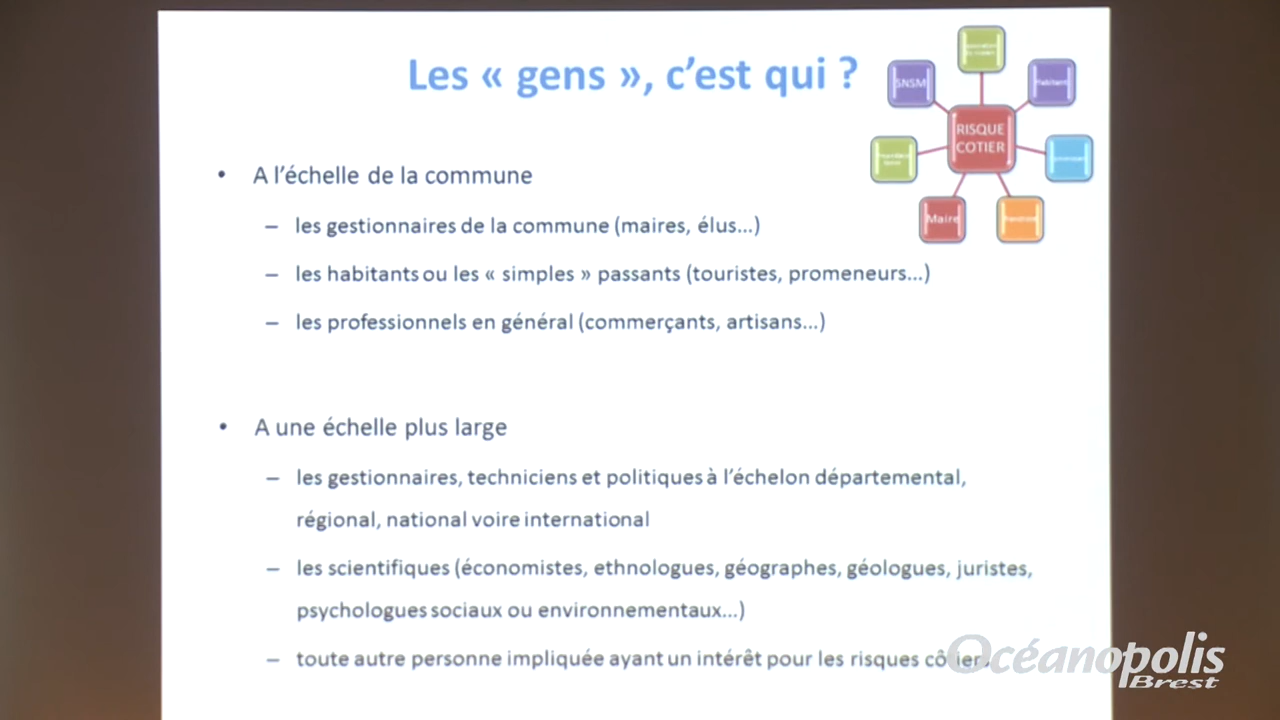 Les « gens », c'est qui ?
SNSM
Habitant
RISQUE
COTIER
Maire
• A l'échelle de la commune
– les gestionnaires de la commune (maires, élus...)
– les habitants ou les « simples » passants (touristes, promeneurs...)
– les professionnels en général (commerçants, artisans...)
• A une échelle plus large
– les gestionnaires, techniciens et politiques à l'échelon départemental,
régional, national voire international
– les scientifiques (économistes, ethnologues, géographes, géologues, juristes,
psychologues sociaux ou environnementaux...)
– toute autre personne impliquée ayant un intérêt pour les risques côtiers
Océanopolis
Brest